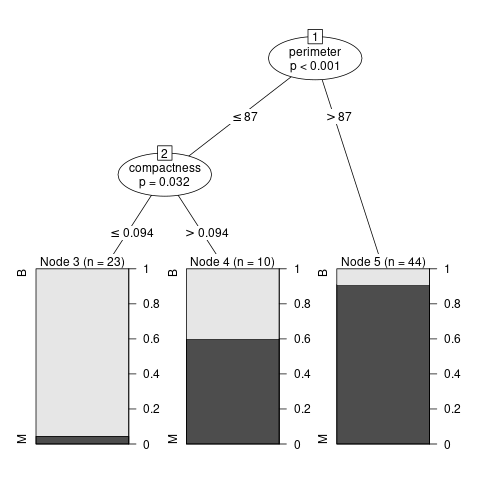 1
perimeter
p < 0.001
≤ 87
> 87
2
compactness
p = 0.032
≤ 0.094
> 0.094
Node 3 (n = 23)
B
M
1
0.8
0.6
0.4
0.2
0
Node 4 (n = 10)
B
M
1
0.8
0.6
0.4
0.2
0
Node 5 (n = 44)
B
M
1
0.8
0.6
0.4
0.2
0